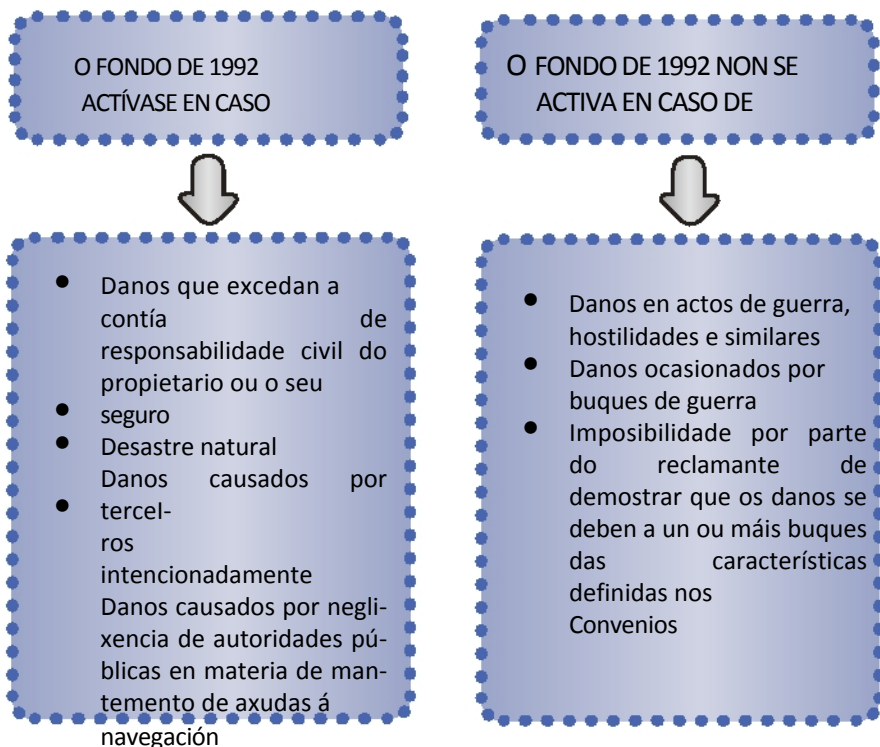 O FONDO DE 1992
ACTÍVASE EN CASO
O FONDO DE 1992 NON SE
ACTIVA EN CASO DE
• Danos que excedan a
contía de
responsabilidade civil do
propietario ou o seu
• seguro
• Desastre natural
Danos causados por
• tercel-
ros
intencionadamente
Danos causados por negli-
xencia de autoridades pú-
blicas en materia de man-
temento de axudas á
navegación
• Danos en actos de guerra,
hostilidades e similares
• Danos ocasionados por
buques de guerra
• Imposibilidade por parte
do reclamante de
demostrar que os danos se
deben a un ou máis buques
das características
definidas nos
Convenios